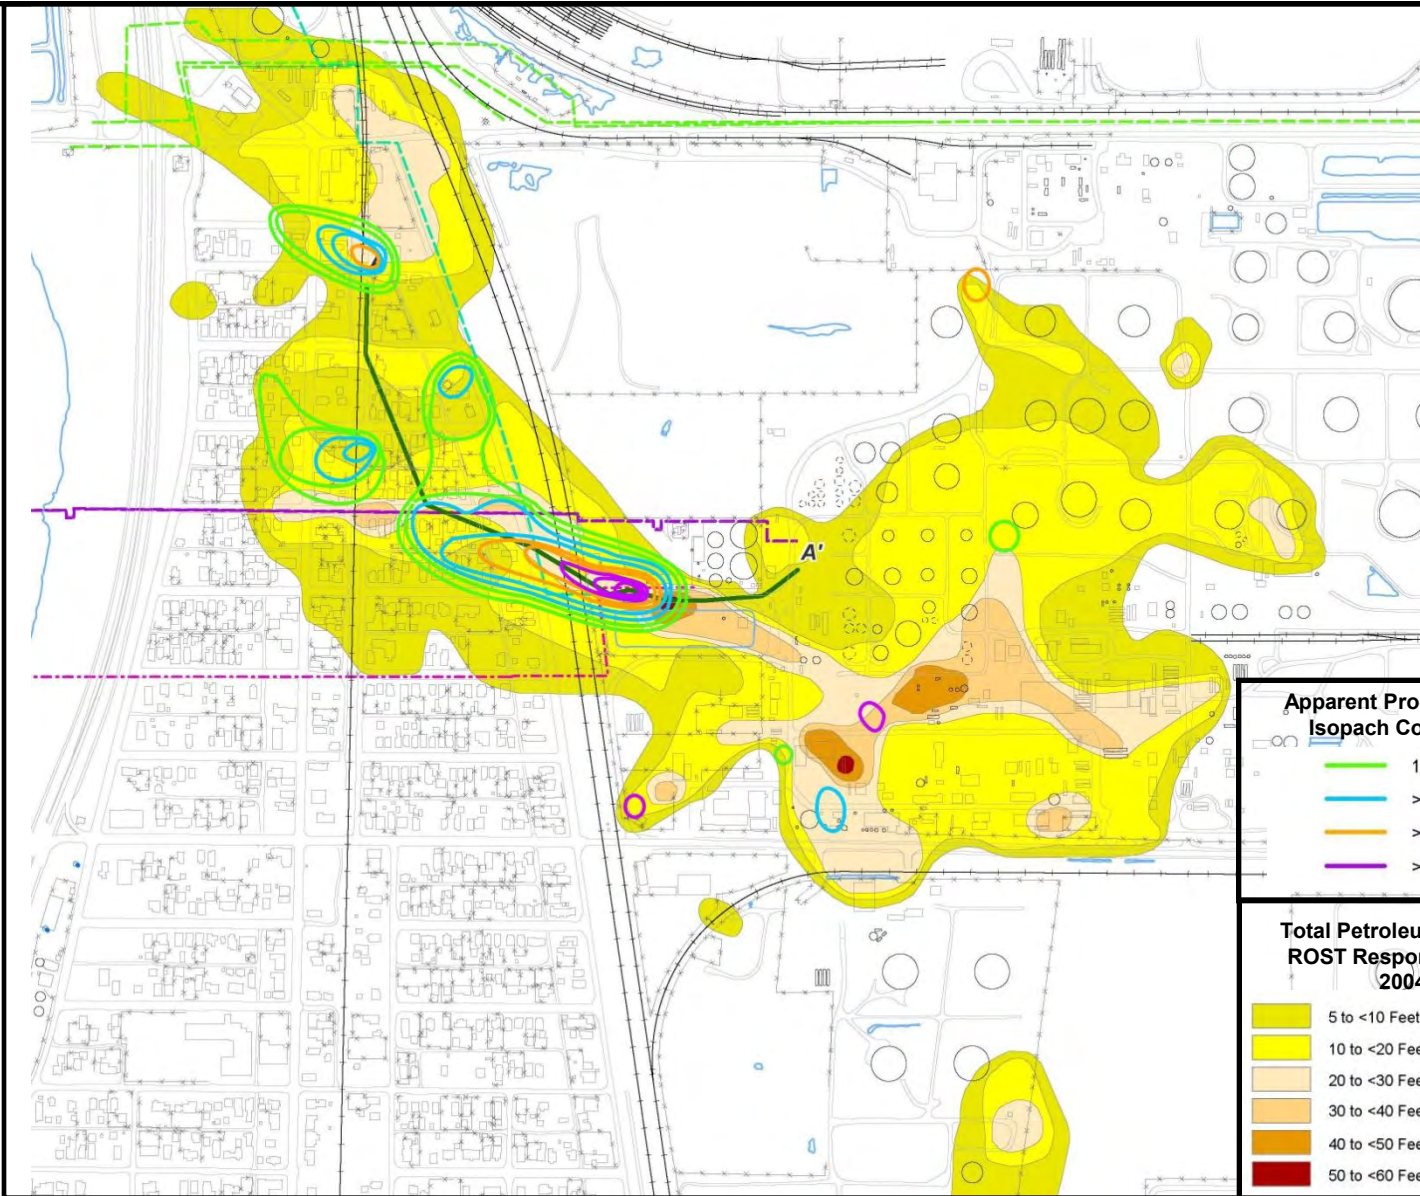 A'
Apparent Pro
Isopach Co
1
>
>
>
Total Petroleu
ROST Respon
2004
5 to <10 Feet
10 to <20 Fee
20 to <30 Fee
30 to <40 Fee
40 to <50 Fee
50 to <60 Fee